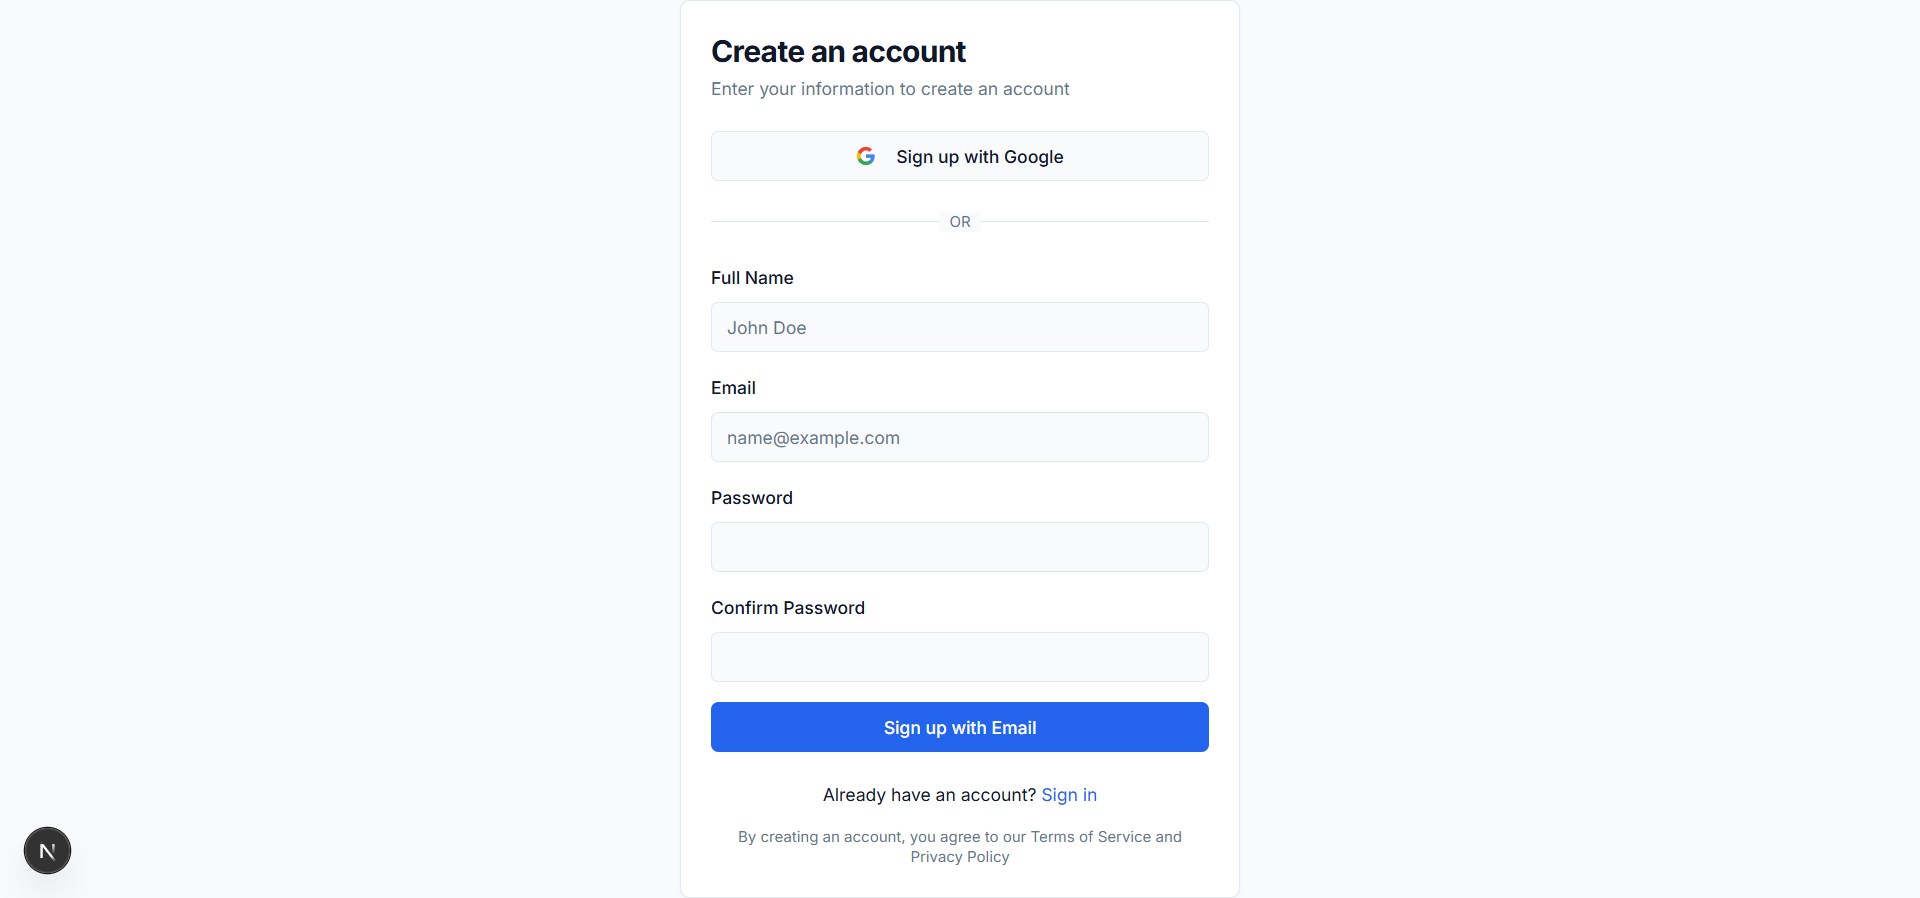 Create an account
Enter your information to create an account
Sign up with Google
OR
Full Name
John Doe
Email
name@example.com
Password
Confirm Password
Sign up with Email
Already have an account? Sign in
By creating an account, you agree to our Terms of Service and
Privacy Policy
N